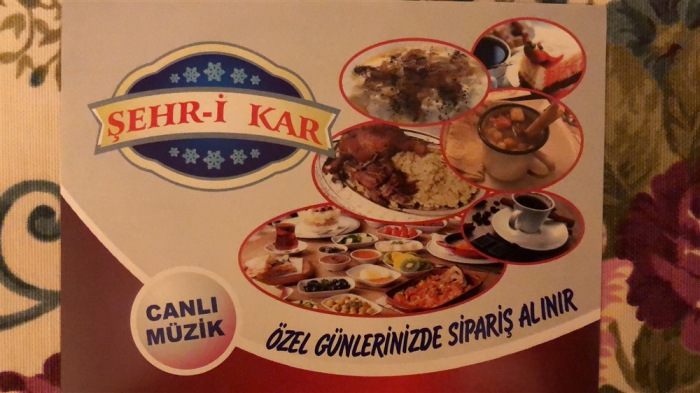 ŞEHR-İ KAR
CANLI
MÜZİK
ÖZEL GÜNLERİNİZDE SİPARİŞ ALINIR